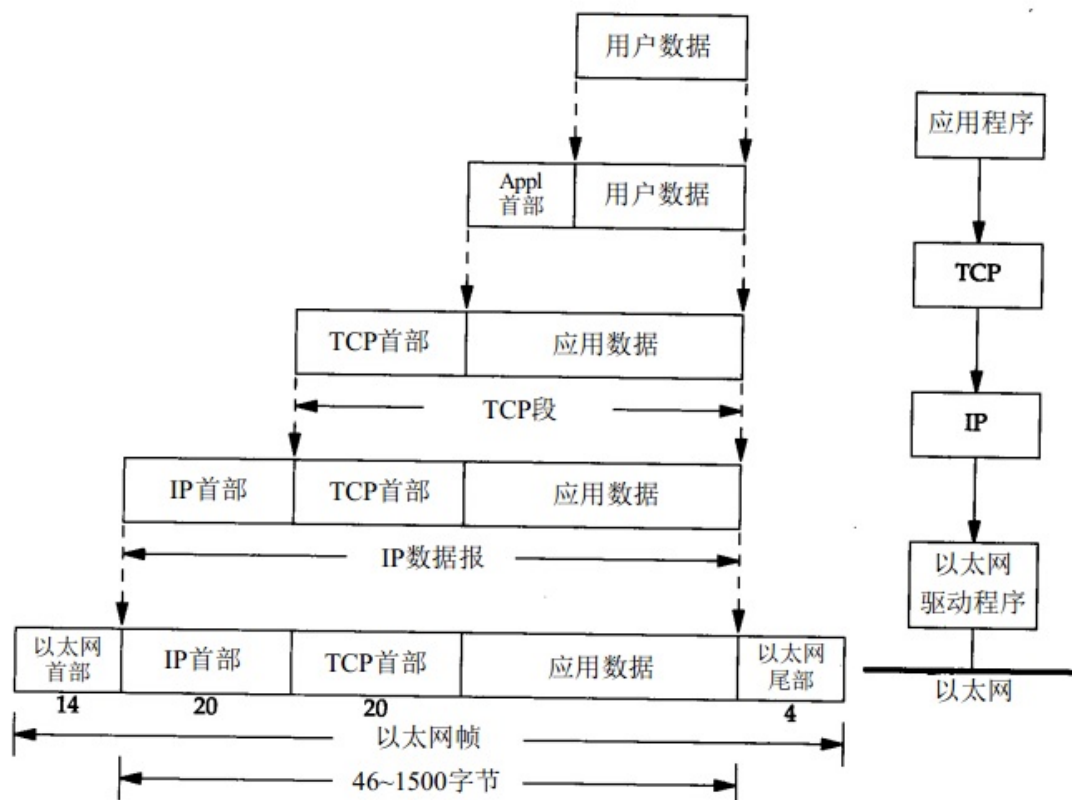 用户数据
应用程序
Appl
首部
用户数据
TCP
TCP首部
应用数据
TCP段
IP
IP首部
TCP首部
应用数据
IP数据报
以太网
驱动程序
以太网
首部
IP首部
TCP首部
应用数据
以太网
尾部
以太网
14
20
20
4
以太网帧
46~1500字节